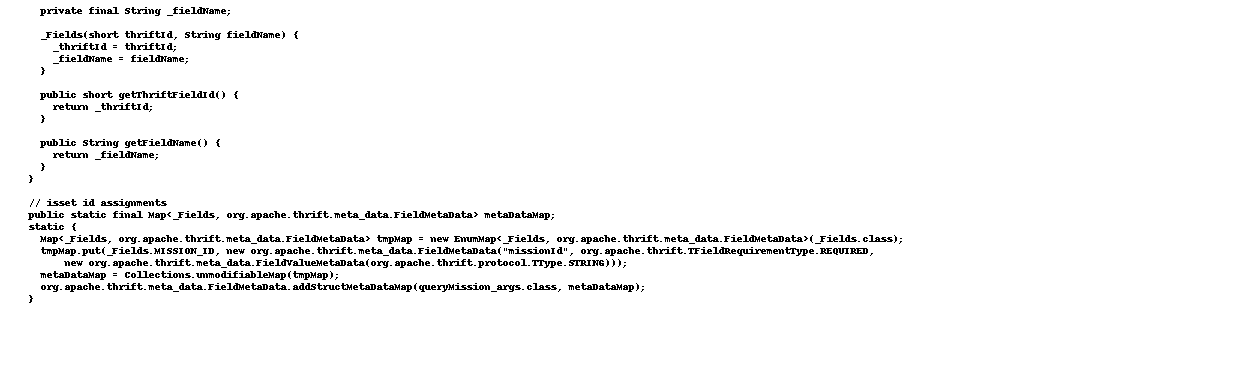 private final String _fieldName;
_Fields(short thriftId, String fieldName) {
_thriftId = thriftId;
_fieldName = fieldName;
}
public short getThriftFieldId() {
return _thriftId;
}
public String getFieldName() {
return _fieldName;
}
}
// isset id assignments
public static final Map<_Fields, org.apache.thrift.meta_data.FieldMetaData> metaDataMap;
static {
Map<_Fields, org.apache.thrift.meta_data.FieldMetaData> tmpMap = new EnumMap<_Fields, org.apache.thrift.meta_data.FieldMetaData>(_Fields.class);
tmpMap.put(_Fields.MISSION_ID, new org.apache.thrift.meta_data.FieldMetaData("missionId", org.apache.thrift.TFieldRequirementType.REQUIRED,
new org.apache.thrift.meta_data.FieldValueMetaData(org.apache.thrift.protocol.TType.STRING)));
metaDataMap = Collections.unmodifiableMap(tmpMap);
org.apache.thrift.meta_data.FieldMetaData.addStructMetaDataMap(queryMission_args.class, metaDataMap);
}